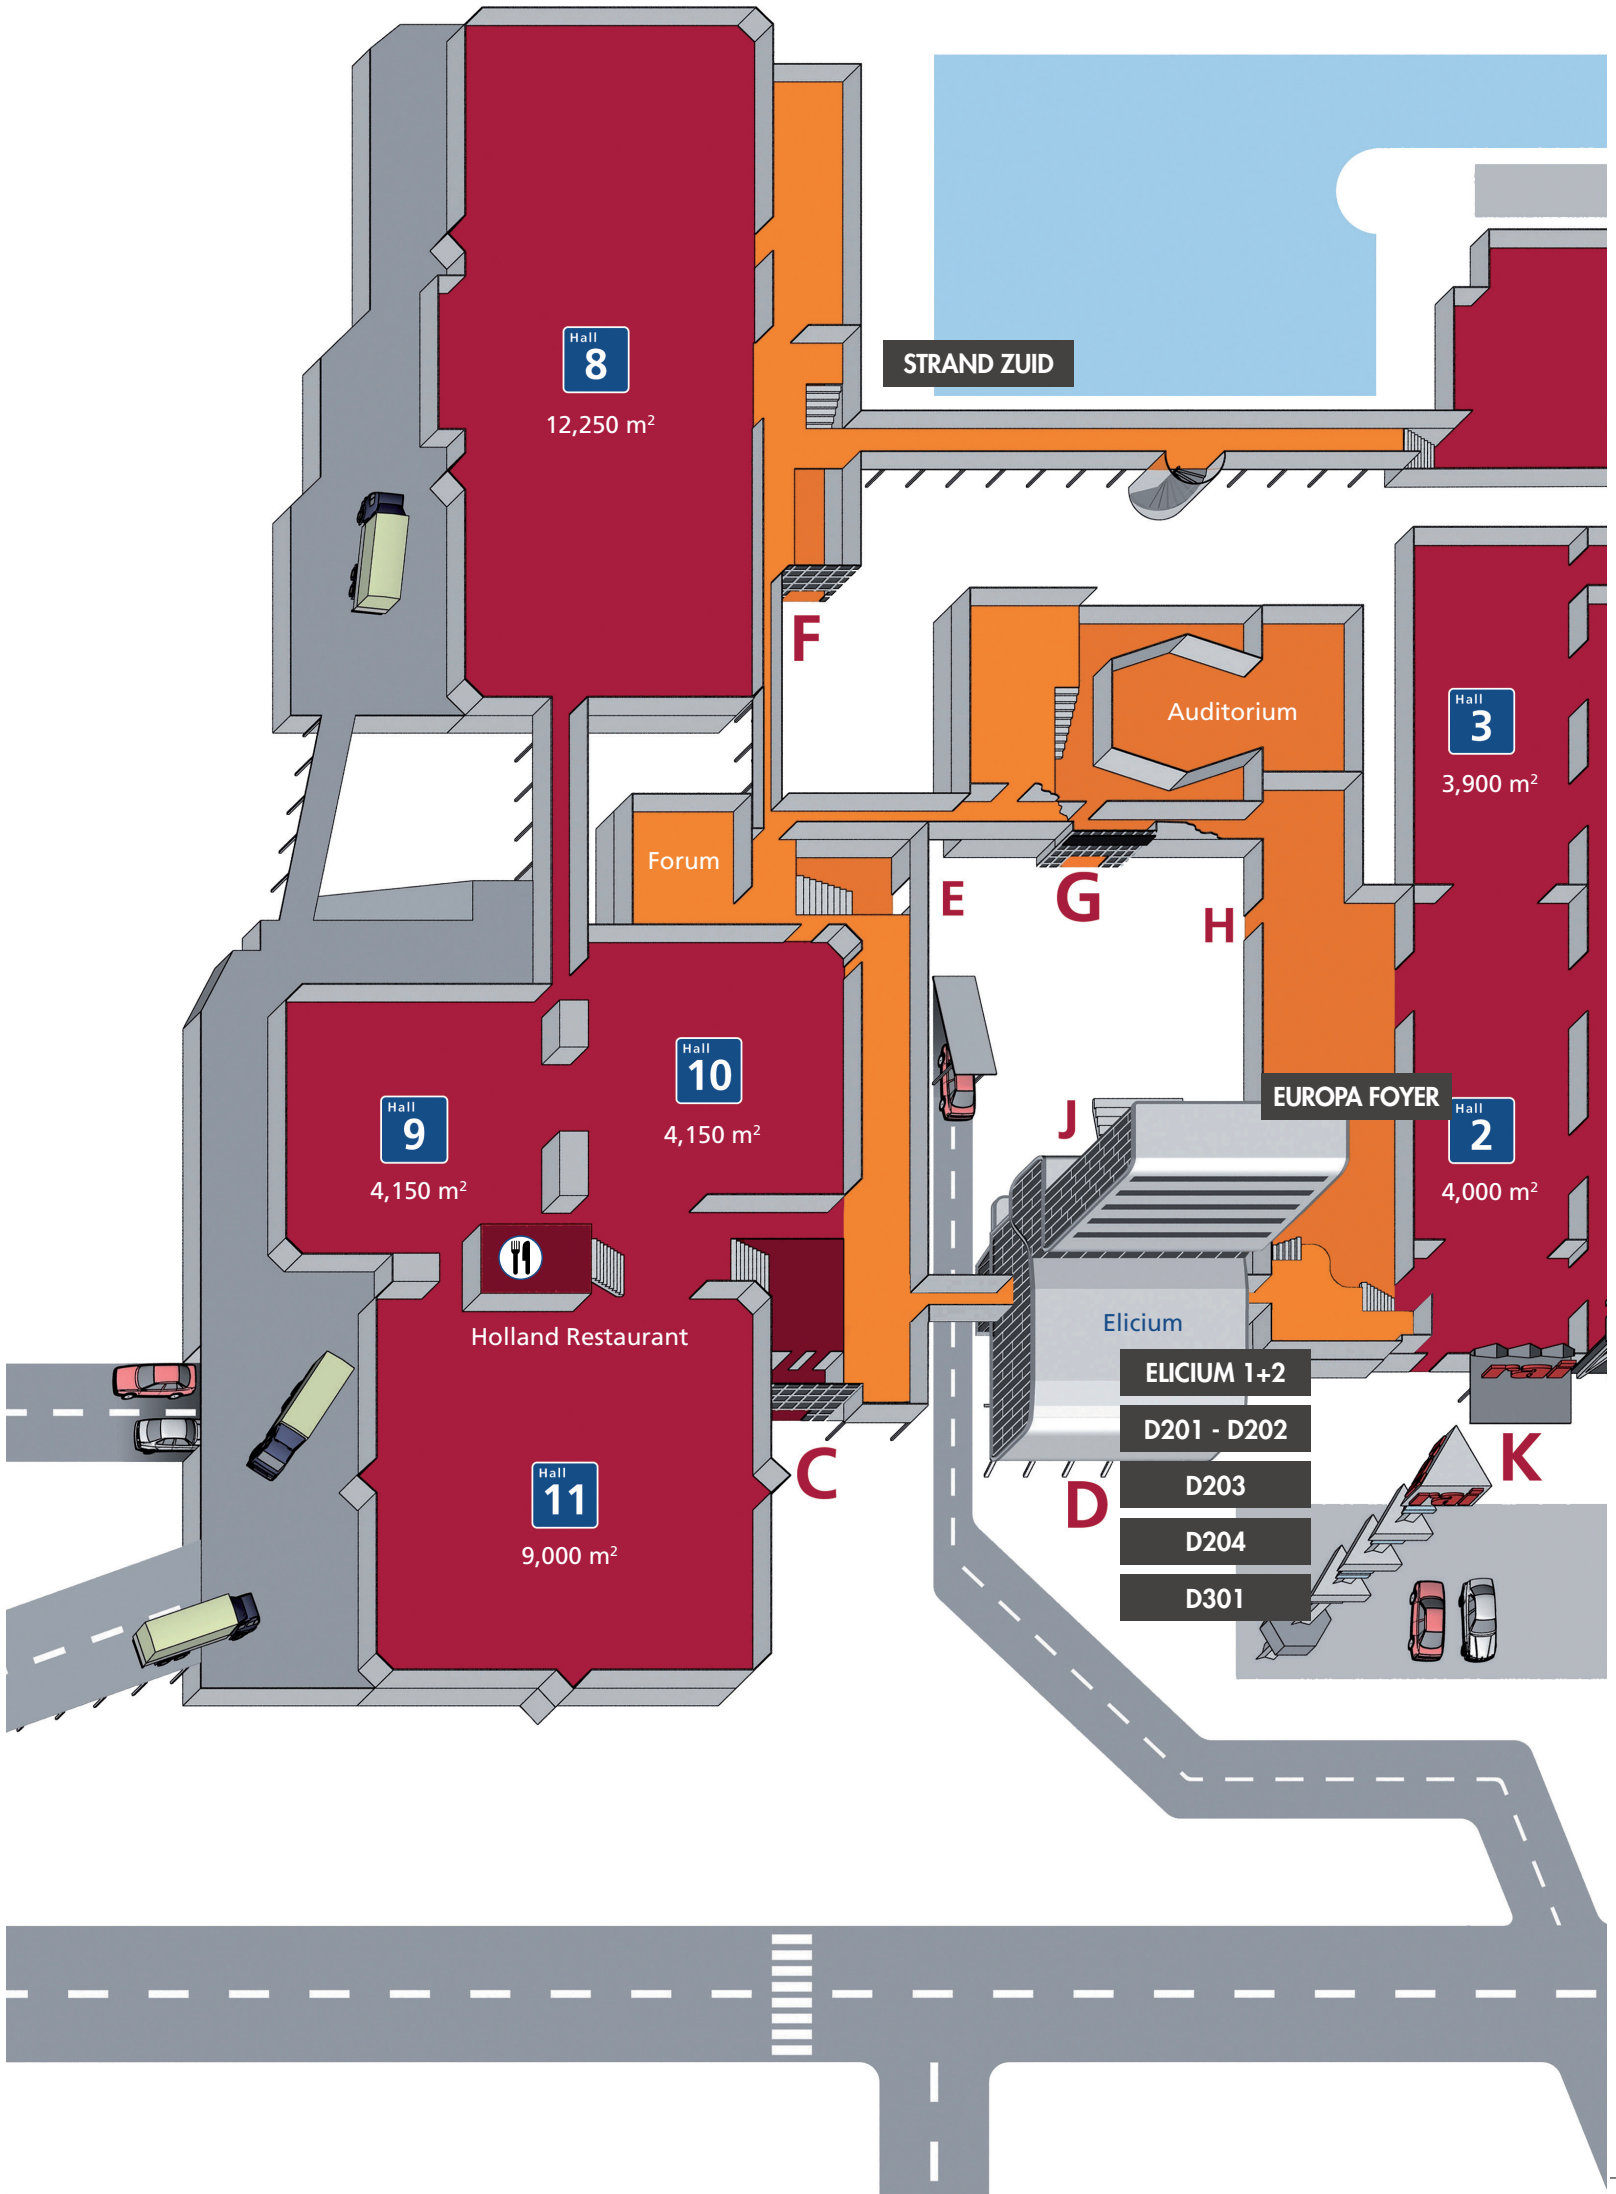 STRAND ZUID
Hall
8
12,250 m²
F
Auditorium
Hall
3
3,900 m²
Forum
E
G
H
Hall
10
4,150 m²
Hall
9
4,150 m²
EUROPA FOYER
J
Hall
2
4,000 m²
Holland Restaurant
Elicium
ELICIUM 1+2
D201 - D202
D203
D204
D301
rai
K
rai
C
D
Hall
11
9,000 m²